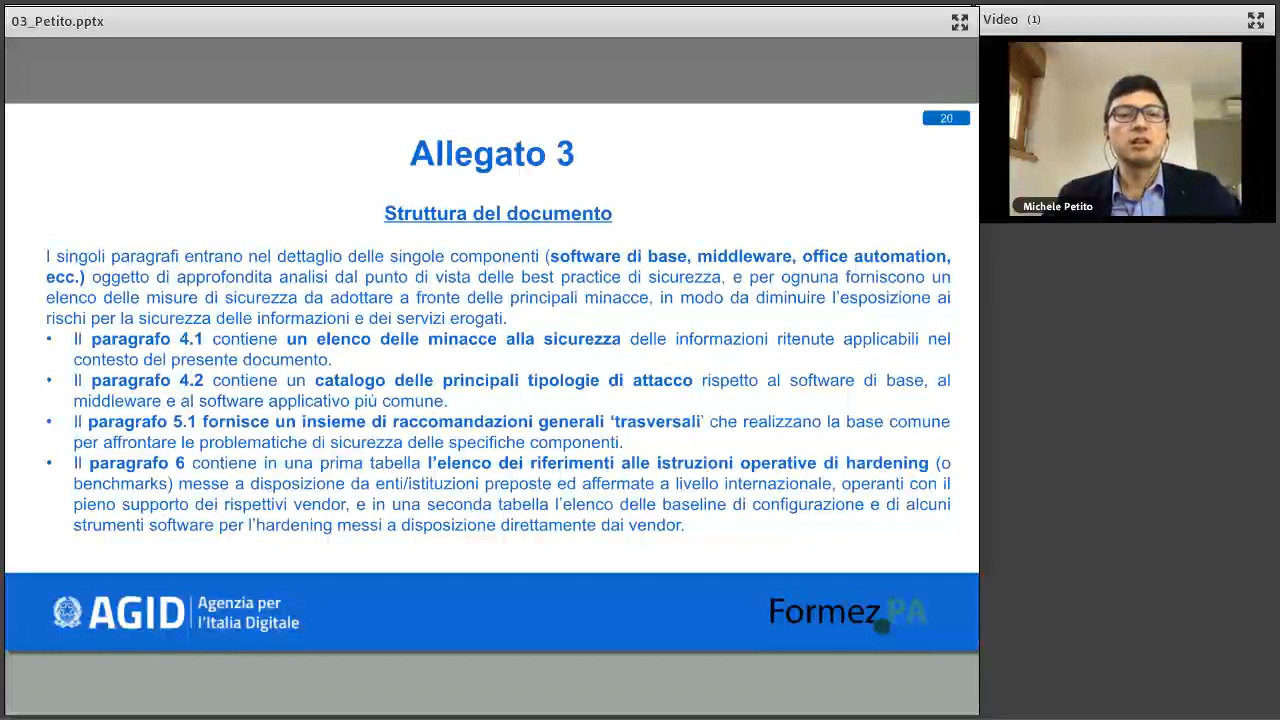 03_Petito.pptx
Video (1)
20
Allegato 3
Struttura del documento
I singoli paragrafi entrano nel dettaglio delle singole componenti (software di base, middleware, office automation,
ecc.) oggetto di approfondita analisi dal punto di vista delle best practice di sicurezza, e per ognuna forniscono un
elenco delle misure di sicurezza da adottare a fronte delle principali minacce, in modo da diminuire l'esposizione ai
rischi per la sicurezza delle informazioni e dei servizi erogati.
• Il paragrafo 4.1 contiene un elenco delle minacce alla sicurezza delle informazioni ritenute applicabili nel
contesto del presente documento.
• Il paragrafo 4.2 contiene un catalogo delle principali tipologie di attacco rispetto al software di base, al
middleware e al software applicativo più comune.
• Il paragrafo 5.1 fornisce un insieme di raccomandazioni generali 'trasversali' che realizzano la base comune
per affrontare le problematiche di sicurezza delle specifiche componenti.
• Il paragrafo 6 contiene in una prima tabella l'elenco dei riferimenti alle istruzioni operative di hardening (o
benchmarks) messe a disposizione da enti/istituzioni preposte ed affermate a livello internazionale, operanti con il
pieno supporto dei rispettivi vendor, e in una seconda tabella l'elenco delle baseline di configurazione e di alcuni
strumenti software per l'hardening messi a disposizione direttamente dai vendor.
AGID Agenzia per
l'Italia Digitale
Formez PA
Michele Petito